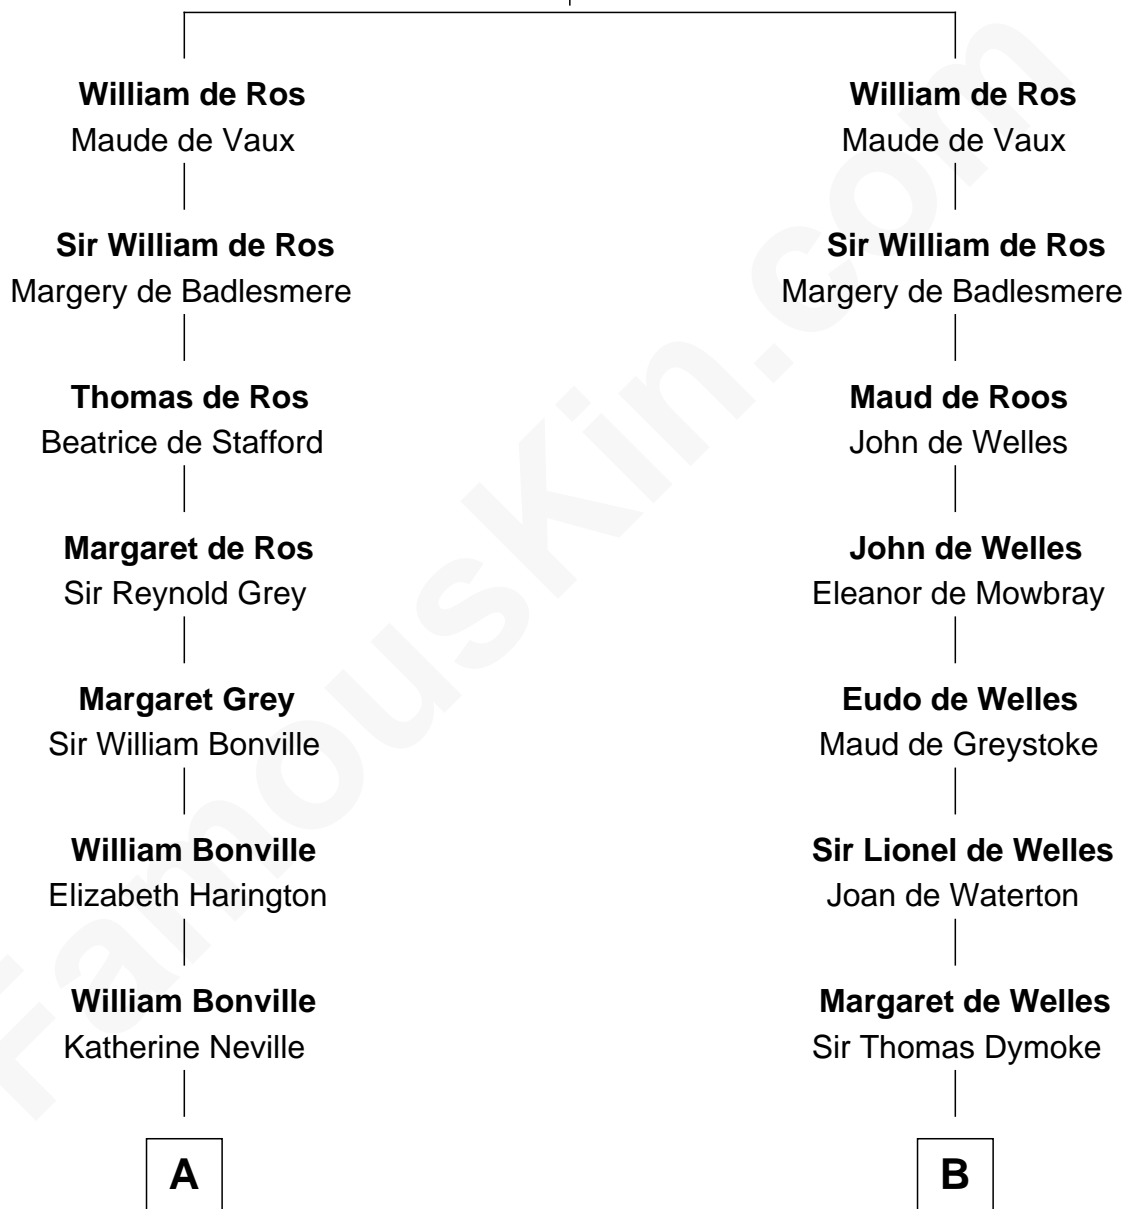 William de Ros
Maude de Vaux
Sir William de Ros
Margery de Badlesmere
Thomas de Ros
Beatrice de Stafford
Margaret de Ros
Sir Reynold Grey
Margaret Grey
Sir William Bonville
William Bonville
Elizabeth Harington
William Bonville
Katherine Neville
A
William de Ros
Maude de Vaux
Sir William de Ros
Margery de Badlesmere
Maud de Roos
John de Welles
John de Welles
Eleanor de Mowbray
Eudo de Welles
Maud de Greystoke
Sir Lionel de Welles
Joan de Waterton
Margaret de Welles
Sir Thomas Dymoke
B
FamousKin.com